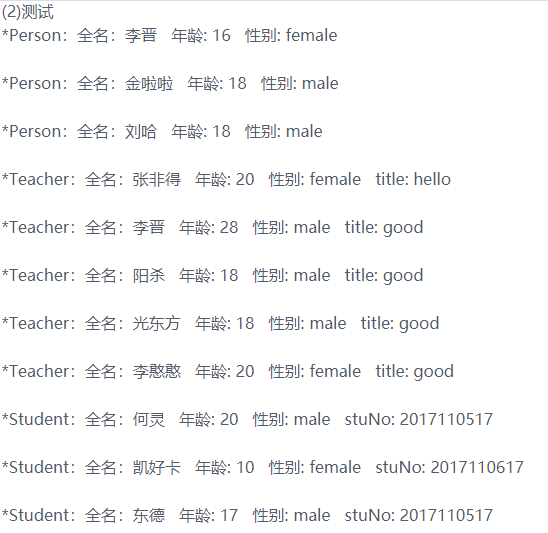 (2)测试
*Person：全名：李晋 年龄: 16 性别: female
*Person：全名：金啦啦 年龄: 18 性别: male
*Person：全名：刘哈 年龄: 18 性别: male
*Teacher：全名：张非得 年龄: 20 性别: female title: hello
*Teacher：全名：李晋 年龄: 28 性别: male title: good
*Teacher：全名：阳杀 年龄: 18 性别: male title: good
*Teacher：全名：光东方 年龄: 18 性别: male title: good
*Teacher：全名：李憨憨 年龄: 20 性别: female title: good
*Student：全名：何灵 年龄: 20 性别: male stuNo: 2017110517
*Student：全名：凯好卡 年龄: 10 性别: female stuNo: 2017110617
*Student：全名：东德 年龄: 17 性别: male stuNo: 2017110517